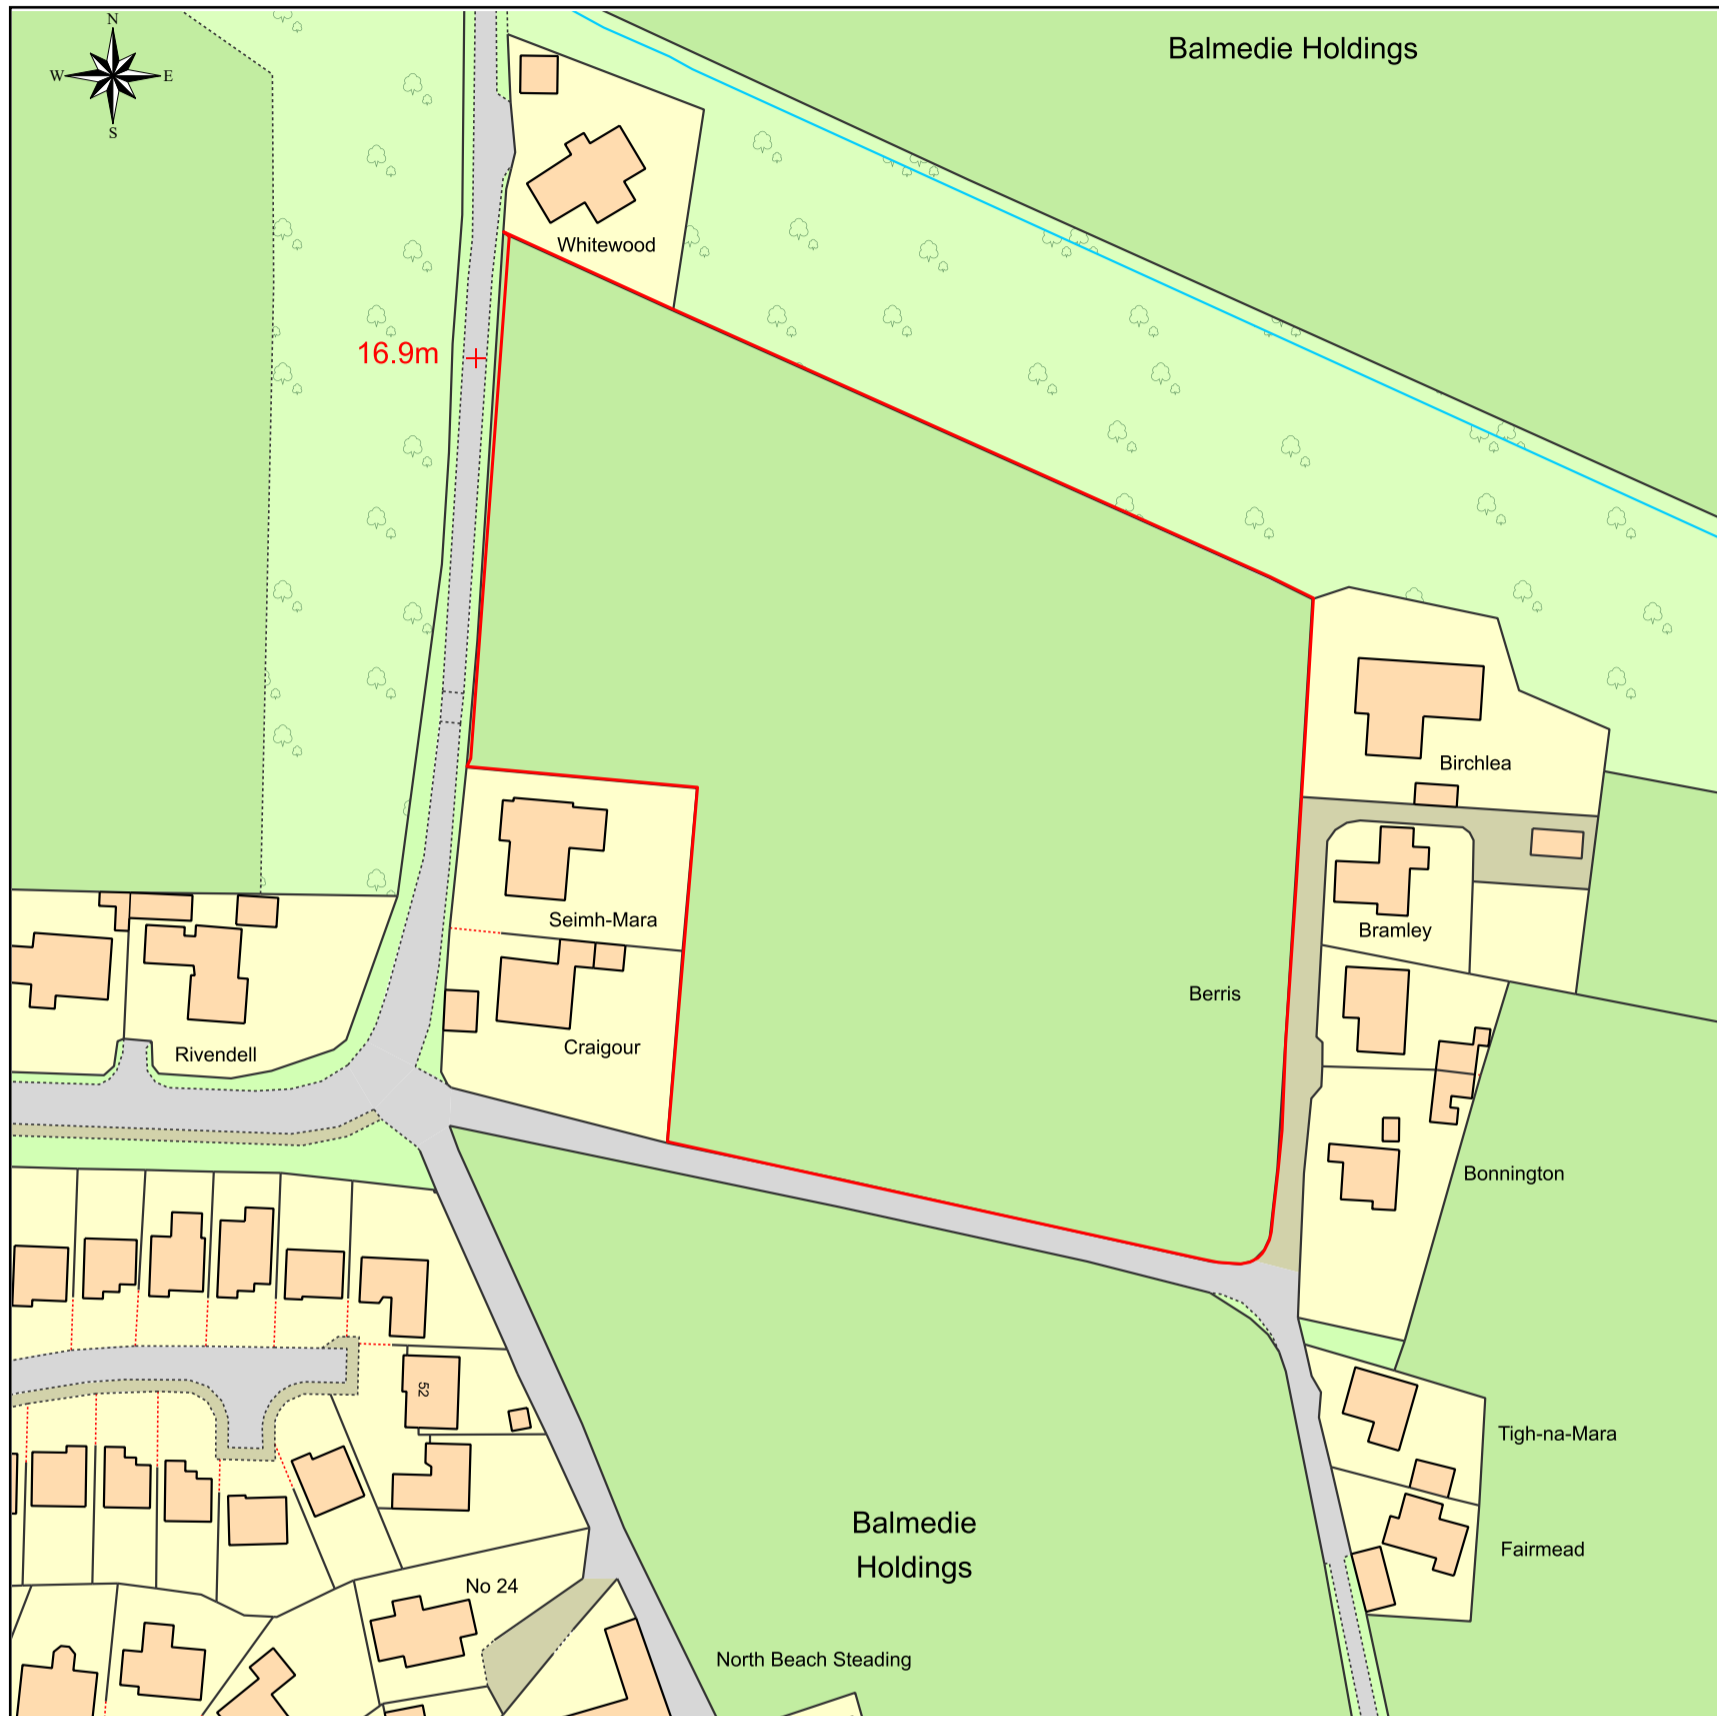 Balmedie Holdings
N
W
E
S
Whitewood
16.9m
Birchlea
Seimh-Mara
Bramley
Berris
Craigour
Rivendell
Bonnington
52
Tigh-na-Mara
Balmedie
Holdings
Fairmead
No 24
North Beach Steading